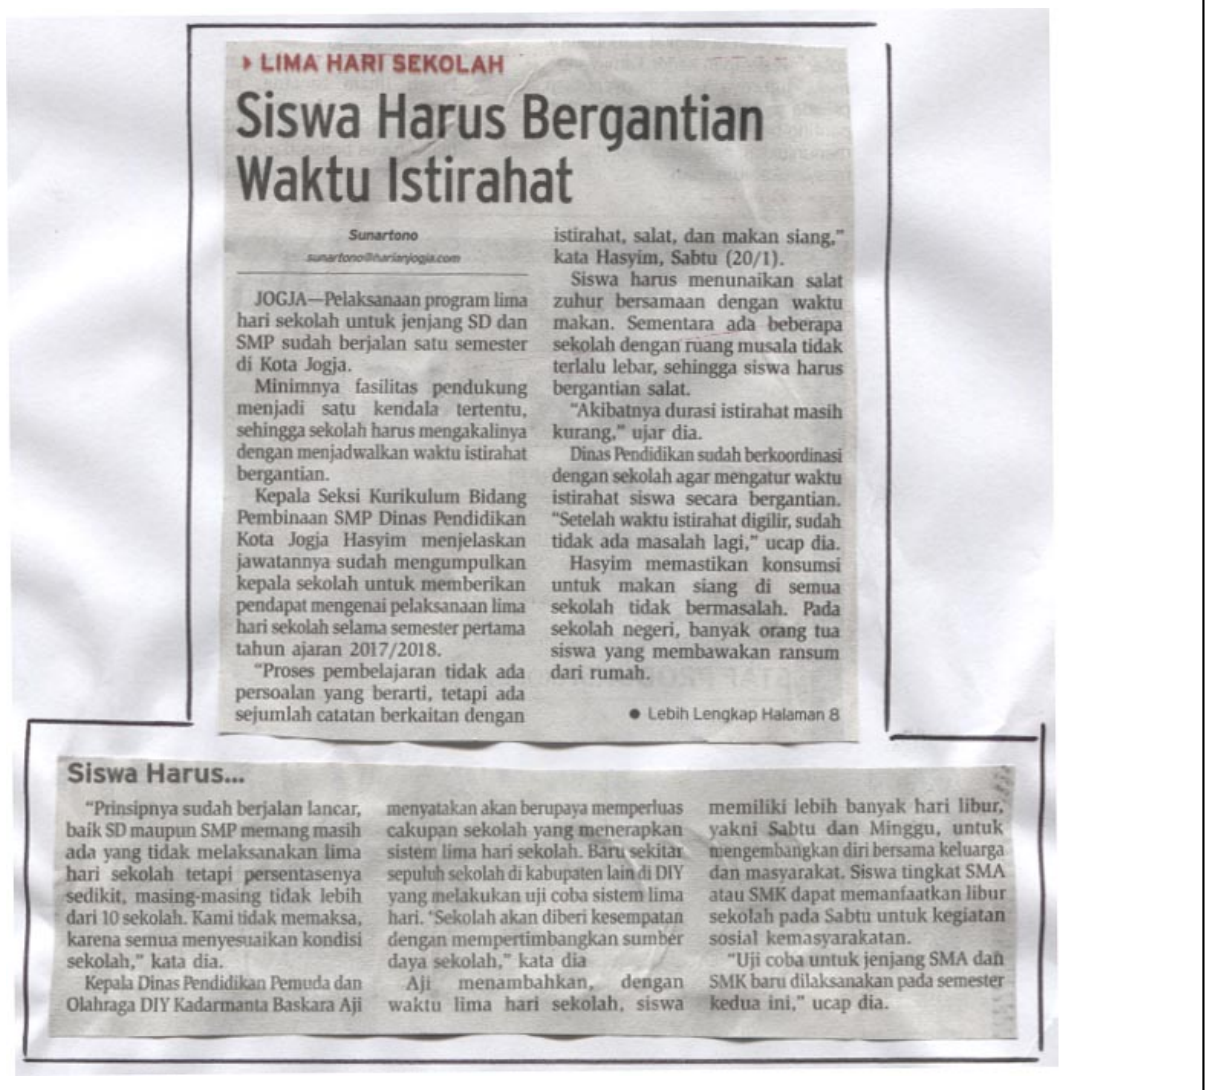 LIMA HARI SEKOLAH
Siswa Harus Bergantian
Waktu Istirahat
Sunartono
sunartono@harianjogja.com
JOGJA—Pelaksanaan program lima
hari sekolah untuk jenjang SD dan
SMP sudah berjalan satu semester
di Kota Jogja.
Minimnya fasilitas pendukung
menjadi satu kendala tertentu,
sehingga sekolah harus mengakalinya
dengan menjadwalkan waktu istirahat
bergantian.
Kepala Seksi Kurikulum Bidang
Pembinaan SMP Dinas Pendidikan
Kota Jogja Hasyim menjelaskan
jawatannya sudah mengumpulkan
kepala sekolah untuk memberikan
pendapat mengenai pelaksanaan lima
hari sekolah selama semester pertama
tahun ajaran 2017/2018.
“Proses pembelajaran tidak ada
persoalan yang berarti, tetapi ada
sejumlah catatan berkaitan dengan
istirahat, salat, dan makan siang,”
kata Hasyim, Sabtu (20/1).
Siswa harus menunaikan salat
zuhur bersamaan dengan waktu
makan. Sementara ada beberapa
sekolah dengan ruang musala tidak
terlalu lebar, sehingga siswa harus
bergantian salat.
“Akibatnya durasi istirahat masih
kurang,” ujar dia.
Dinas Pendidikan sudah berkoordinasi
dengan sekolah agar mengatur waktu
istirahat siswa secara bergantian.
“Setelah waktu istirahat digilir, sudah
tidak ada masalah lagi,” ucap dia.
Hasyim memastikan konsumsi
untuk makan siang di semua
sekolah tidak bermasalah. Pada
sekolah negeri, banyak orang tua
siswa yang membawakan ransum
dari rumah.
● Lebih Lengkap Halaman 8
Siswa Harus...
“Prinsipnya sudah berjalan lancar,
baik SD maupun SMP memang masih
ada yang tidak melaksanakan lima
hari sekolah tetapi persentasenya
sedikit, masing-masing tidak lebih
dari 10 sekolah. Kami tidak memaksa,
karena semua menyesuaikan kondisi
sekolah,” kata dia.
Kepala Dinas Pendidikan Pemuda dan
Olahraga DIY Kadarmanta Baskara Aji
menyatakan akan berupaya memperluas
cakupan sekolah yang menerapkan
sistem lima hari sekolah. Baru sekitar
sepuluh sekolah di kabupaten lain di DIY
yang melakukan uji coba sistem lima
hari. “Sekolah akan diberi kesempatan
dengan mempertimbangkan sumber
daya sekolah,” kata dia
Aji menambahkan, dengan
waktu lima hari sekolah, siswa
memiliki lebih banyak hari libur,
yakni Sabtu dan Minggu, untuk
mengembangkan diri bersama keluarga
dan masyarakat. Siswa tingkat SMA
atau SMK dapat memanfaatkan libur
sekolah pada Sabtu untuk kegiatan
sosial kemasyarakatan.
“Uji coba untuk jenjang SMA dan
SMK baru dilaksanakan pada semester
kedua ini,” ucap dia.